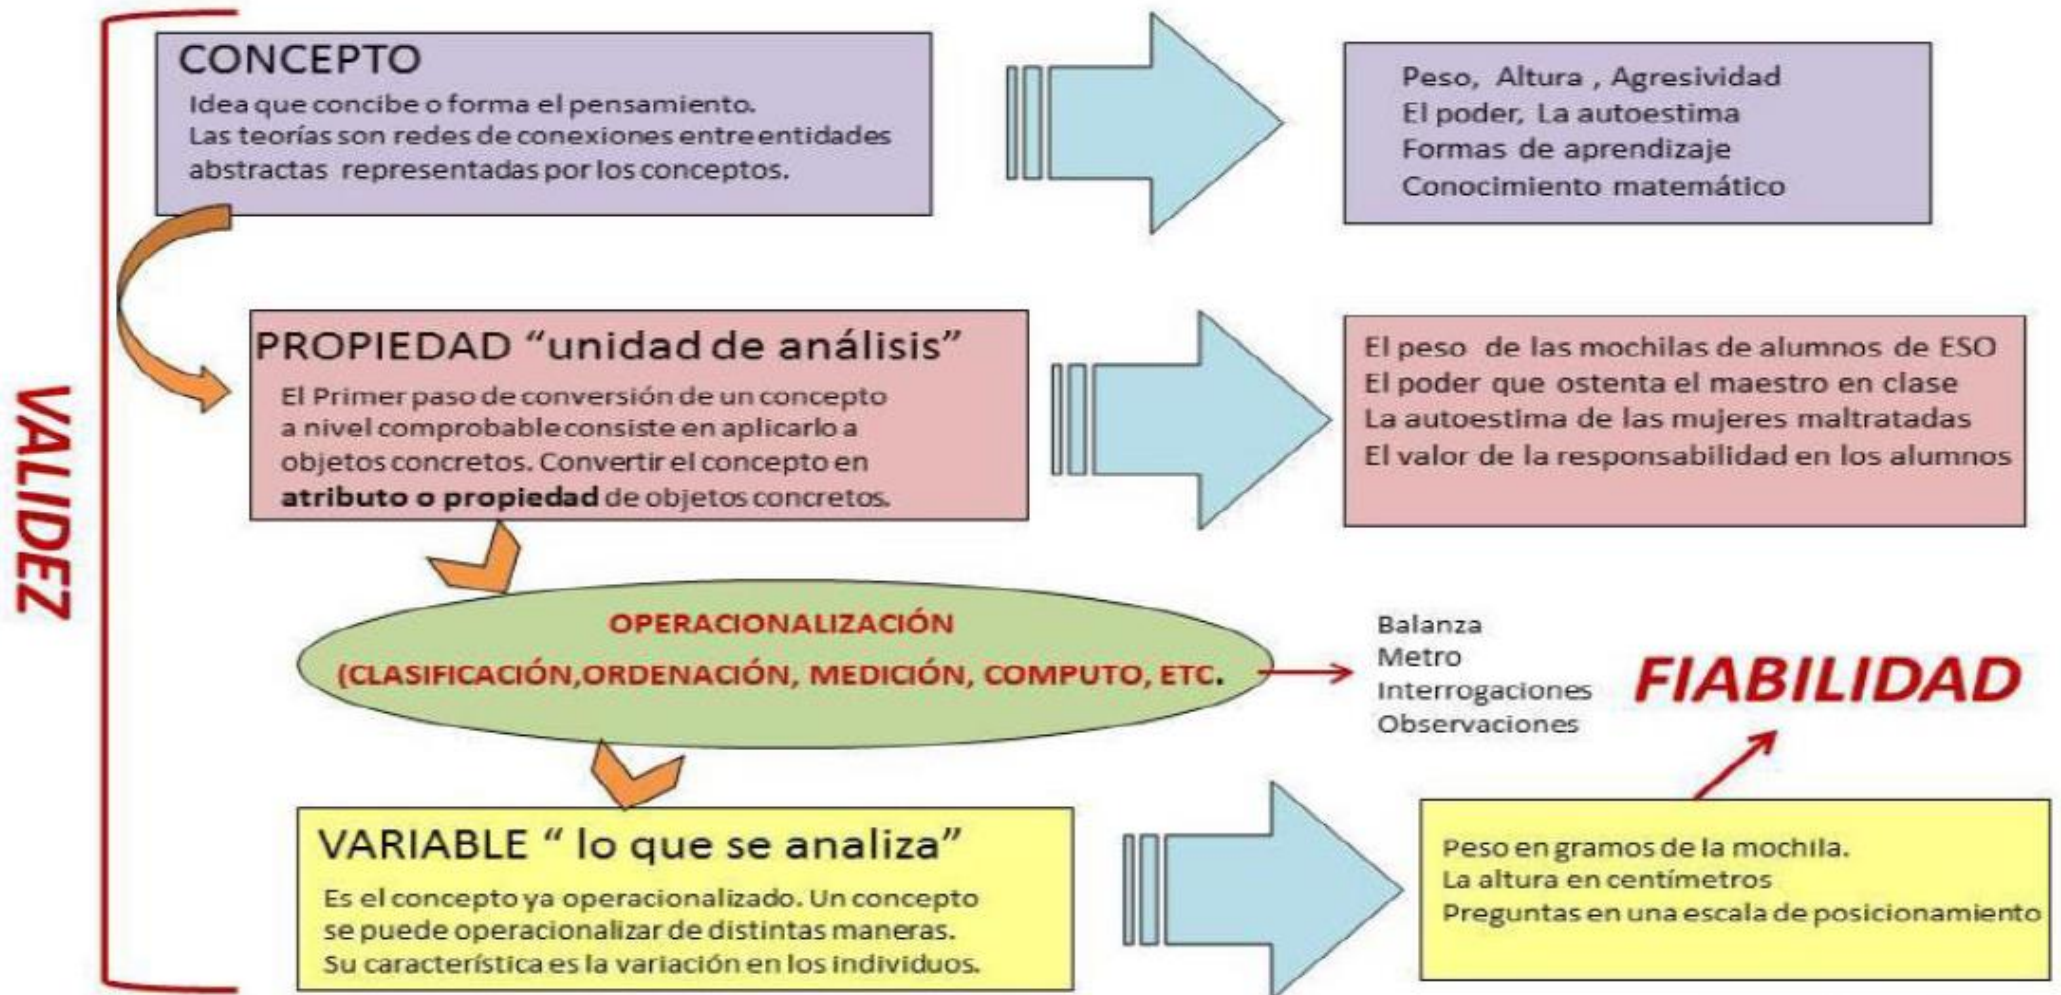 VALIDEZ
CONCEPTO
Idea que concibe o forma el pensamiento.
Las teorías son redes de conexiones entre entidades
abstractas representadas por los conceptos.
Peso, Altura , Agresividad
El poder, La autoestima
Formas de aprendizaje
Conocimiento matemático
PROPIEDAD “unidad de análisis”
El Primer paso de conversión de un concepto
a nivel comprobable consiste en aplicarlo a
objetos concretos. Convertir el concepto en
atributo o propiedad de objetos concretos.
El peso de las mochilas de alumnos de ESO
El poder que ostenta el maestro en clase
La autoestima de las mujeres maltratadas
El valor de la responsabilidad en los alumnos
OPERACIONALIZACIÓN
(CLASIFICACIÓN,ORDENACIÓN, MEDICIÓN, COMPUTO, ETC.
Balanza
Metro
Interrogaciones
Observaciones
FIABILIDAD
VARIABLE “ lo que se analiza”
Es el concepto ya operacionalizado. Un concepto
se puede operacionalizar de distintas maneras.
Su característica es la variación en los individuos.
Peso en gramos de la mochila.
La altura en centímetros
Preguntas en una escala de posicionamiento